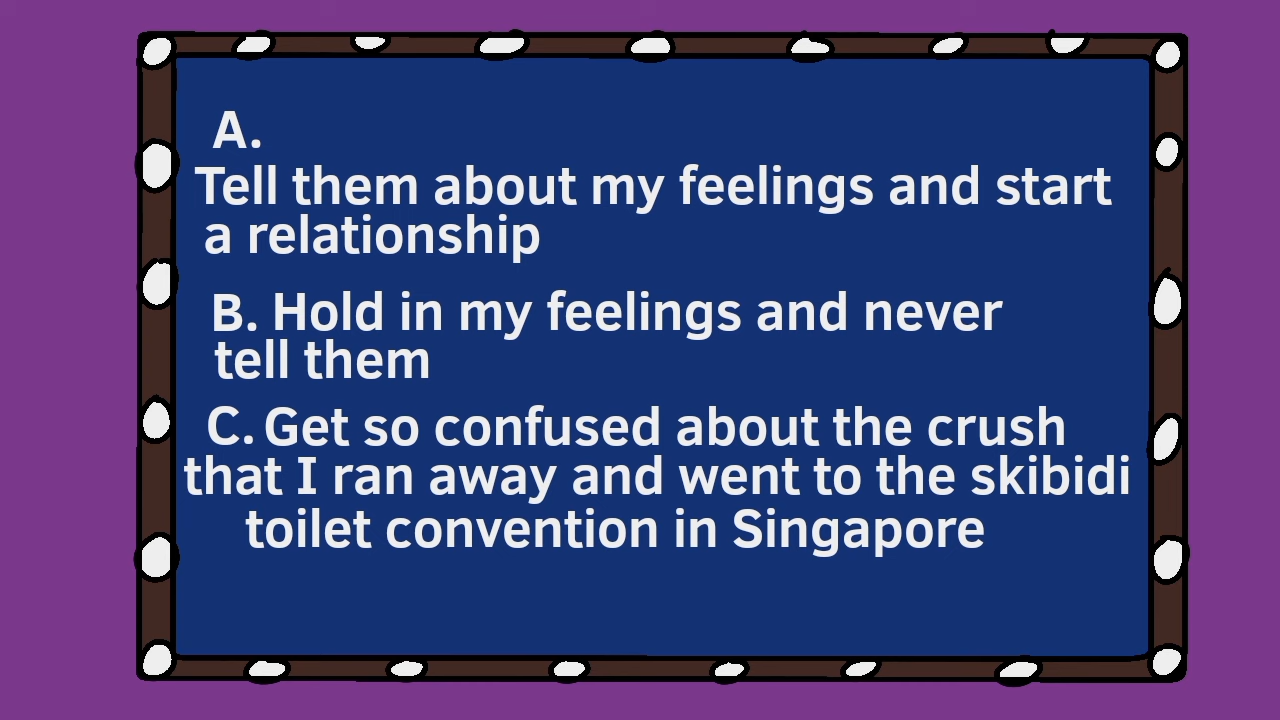 A.
Tell them about my feelings and start
a relationship
B. Hold in my feelings and never
tell them
C. Get so confused about the crush
that I ran away and went to the skibidi
toilet convention in Singapore